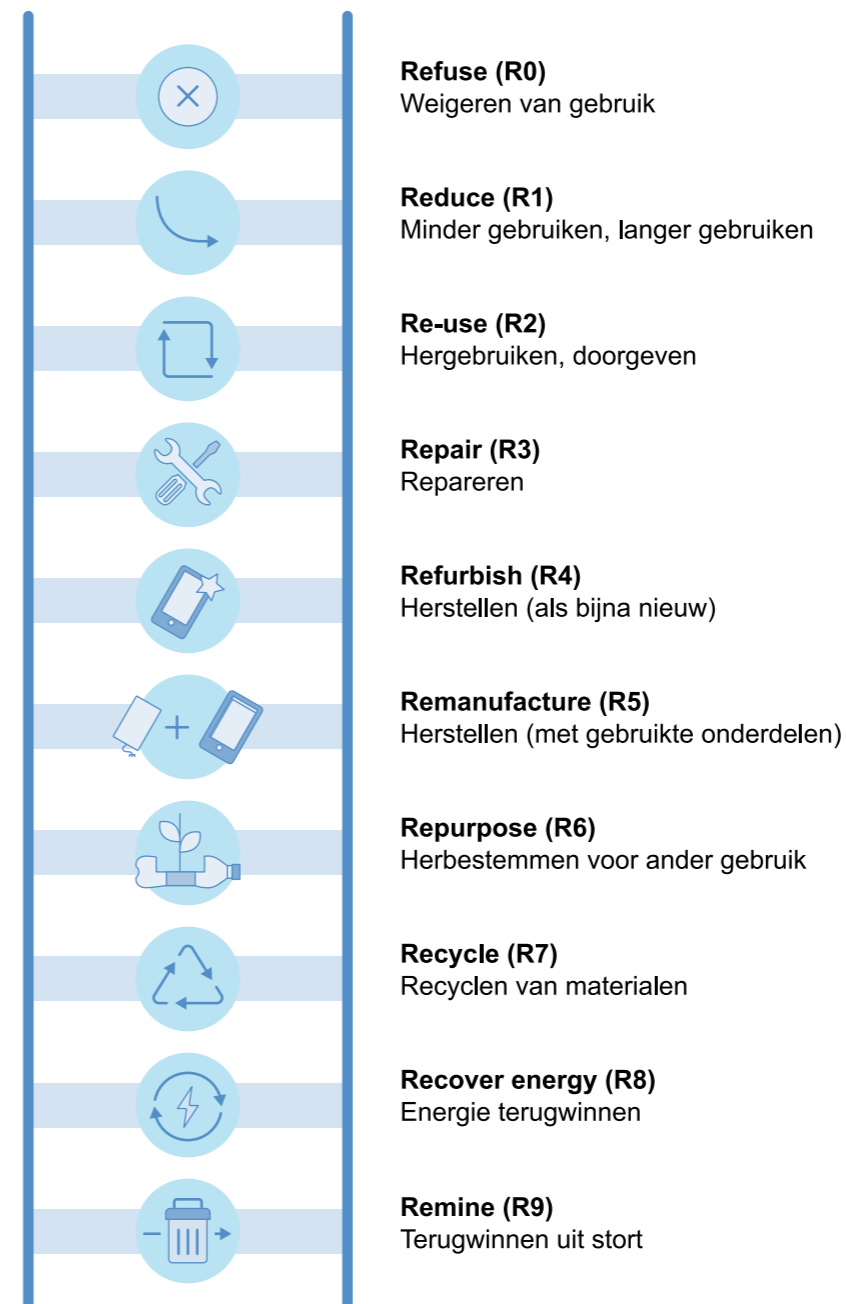 Refuse (R0)
Weigeren van gebruik
Reduce (R1)
Minder gebruiken, langer gebruiken
Re-use (R2)
Hergebruiken, doorgeven
Repair (R3)
Repareren
Refurbish (R4)
Herstellen (als bijna nieuw)
Remanufacture (R5)
Herstellen (met gebruikte onderdelen)
Repurpose (R6)
Herbestemmen voor ander gebruik
Recycle (R7)
Recyclen van materialen
Recover energy (R8)
Energie terugwinnen
Remine (R9)
Terugwinnen uit stort